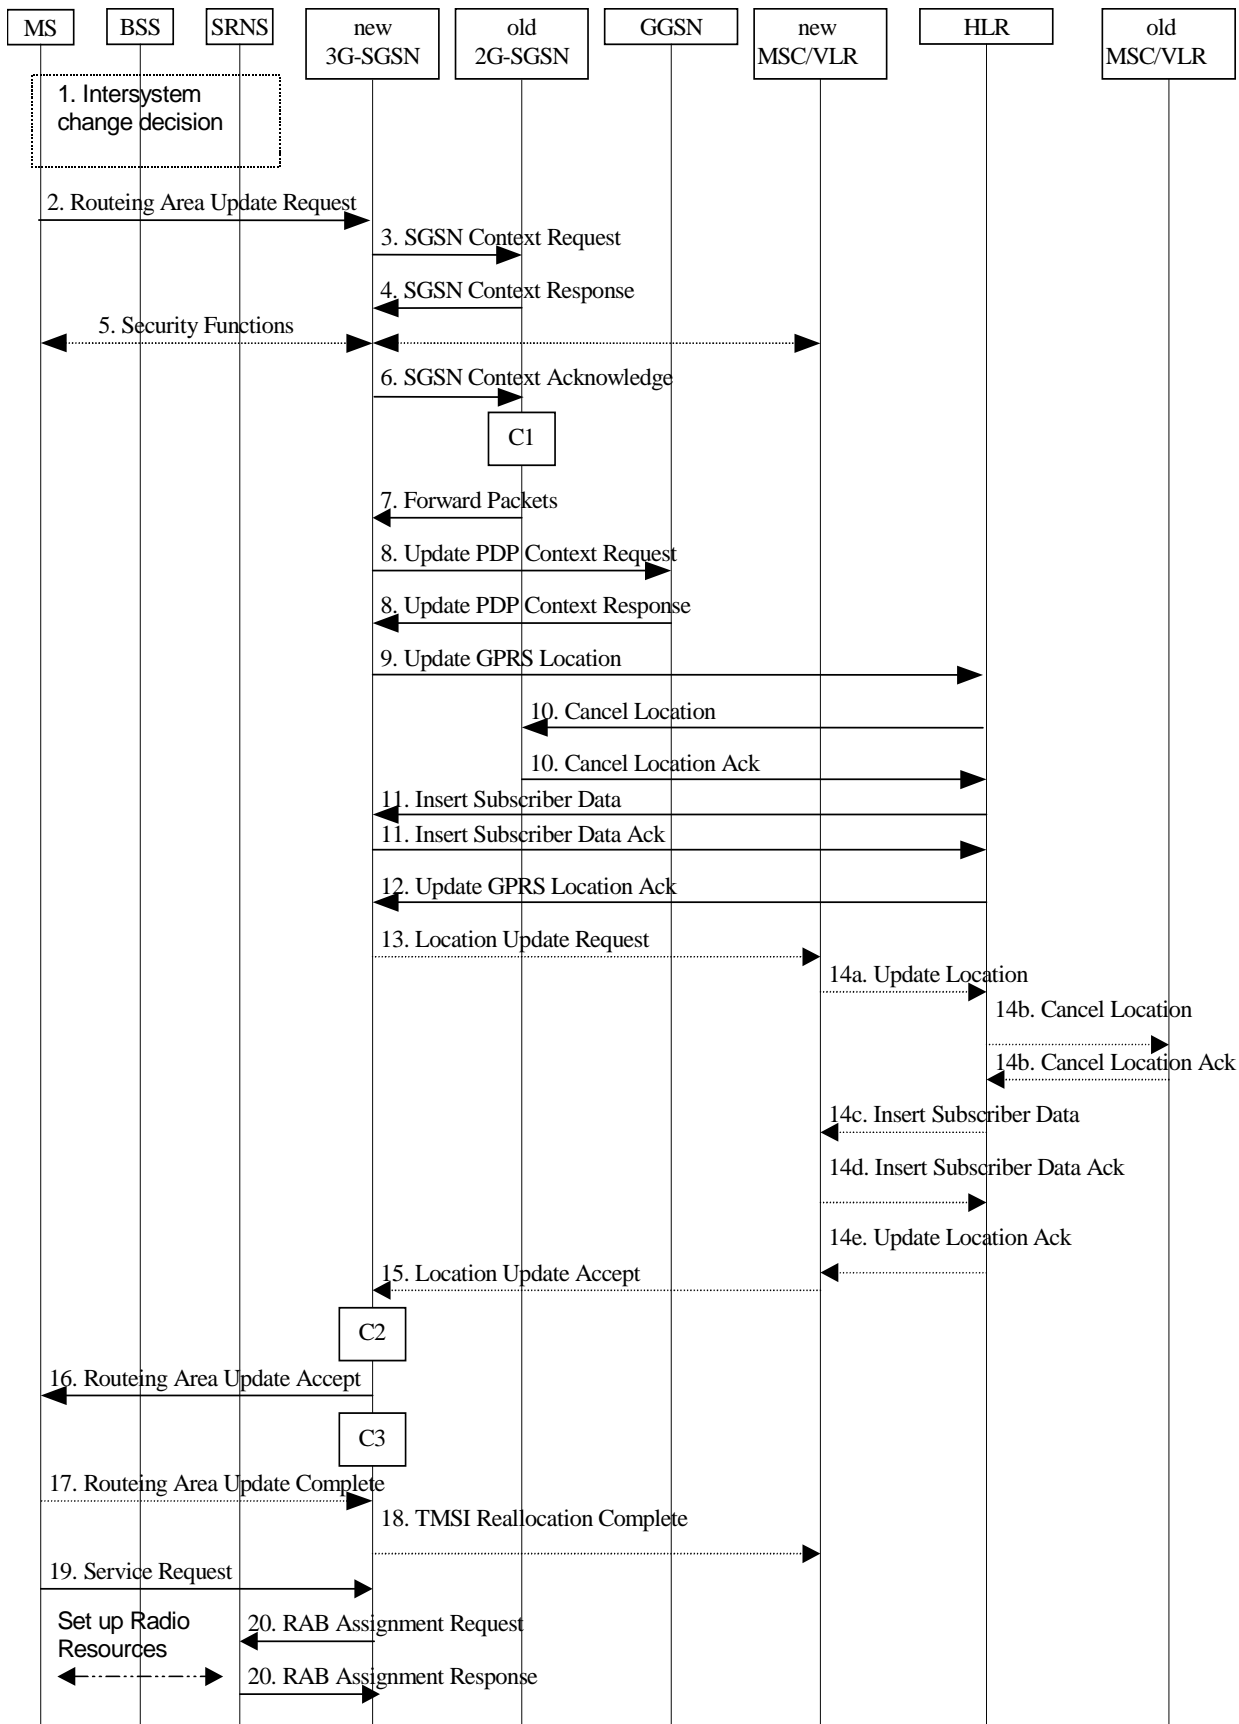 MS
BSS
SRNS
new
3G-SGSN
old
2G-SGSN
GGSN
new
MSC/VLR
HLR
old
MSC/VLR
1. Intersystem
change decision
2. Routeing Area Update Request
3. SGSN Context Request
4. SGSN Context Response
5. Security Functions
6. SGSN Context Acknowledge
C1
7. Forward Packets
8. Update PDP Context Request
8. Update PDP Context Response
9. Update GPRS Location
10. Cancel Location
10. Cancel Location Ack
11. Insert Subscriber Data
11. Insert Subscriber Data Ack
12. Update GPRS Location Ack
13. Location Update Request
14a. Update Location
14b. Cancel Location
14b. Cancel Location Ack
14c. Insert Subscriber Data
14d. Insert Subscriber Data Ack
14e. Update Location Ack
15. Location Update Accept
C2
16. Routeing Area Update Accept
C3
17. Routeing Area Update Complete
18. TMSI Reallocation Complete
19. Service Request
Set up Radio
Resources
20. RAB Assignment Request
20. RAB Assignment Response